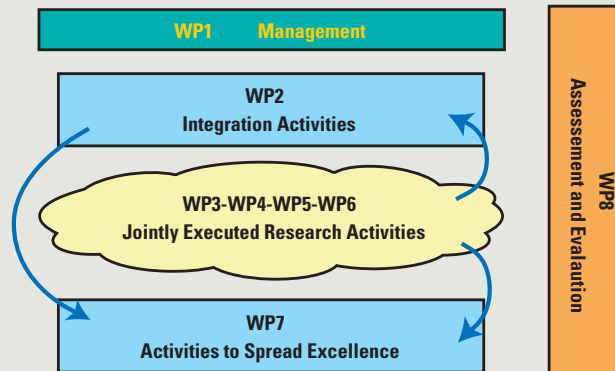 WP1 Management
WP2
Integration Activities
WP3-WP4-WP5-WP6
Jointly Executed Research Activities
WP7
Activities to Spread Excellence
WP8
Assessement and Evalaution